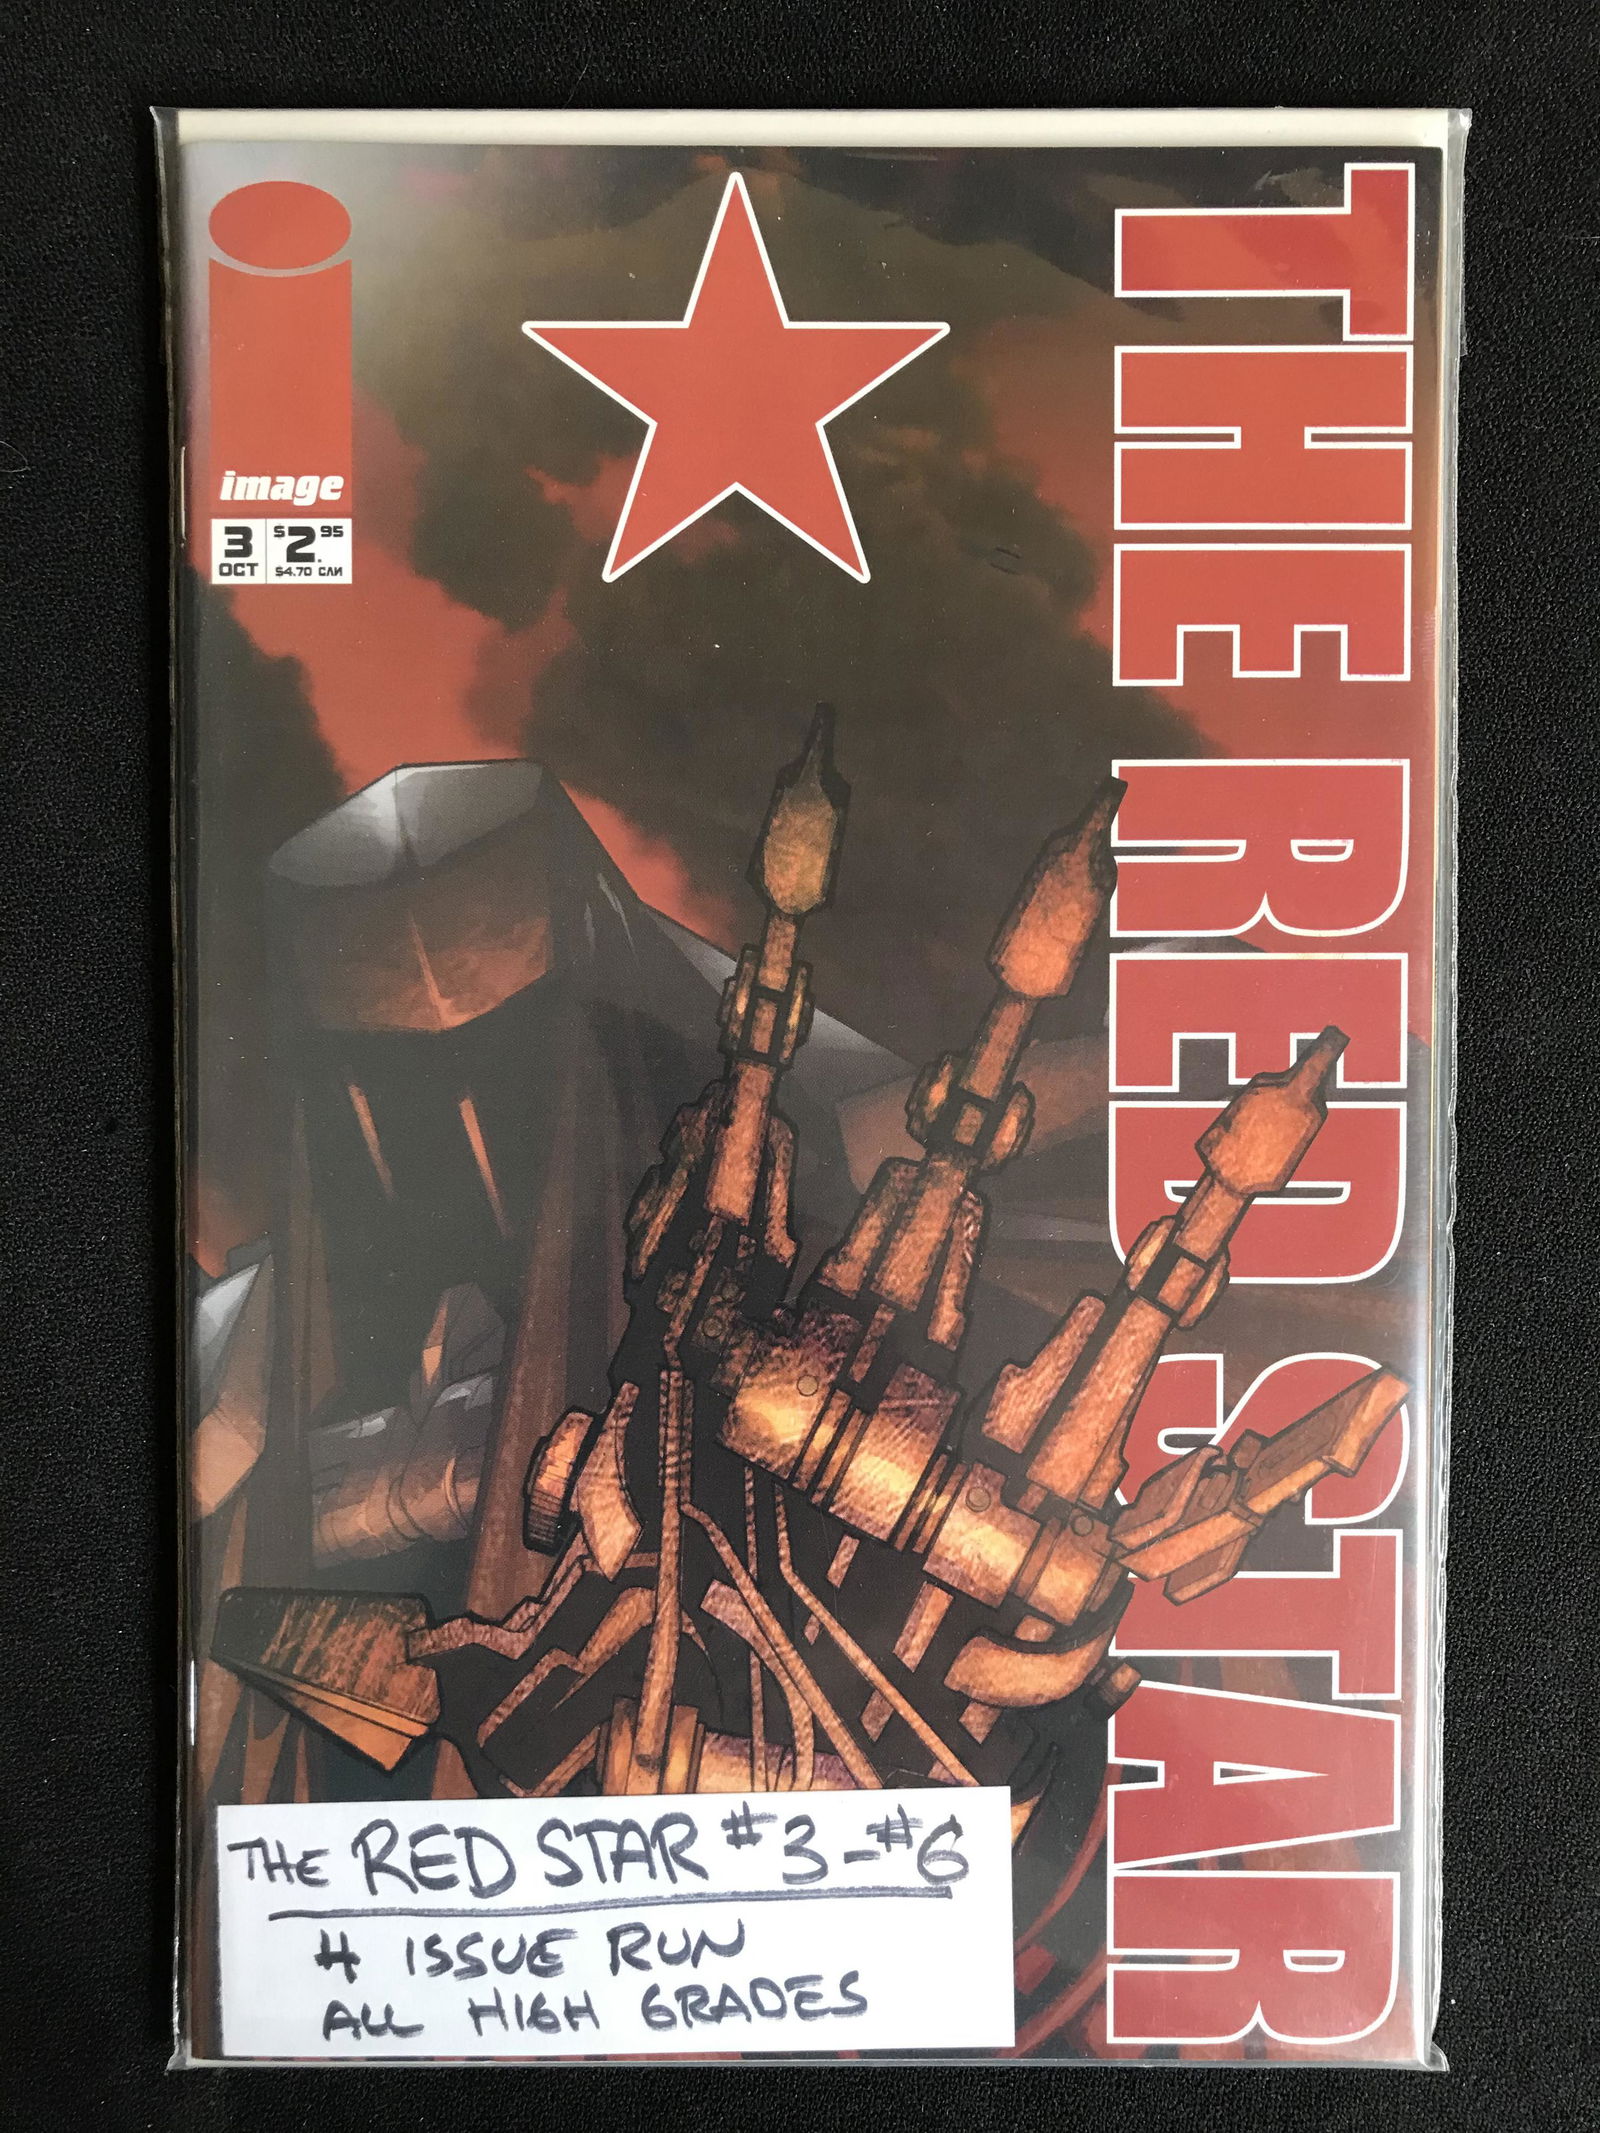 image
3 $2.95
OCT $4.70 CAN
THE RED STAR
THE RED STAR #3-#6
4 ISSUE RUN
ALL HIGH GRADES